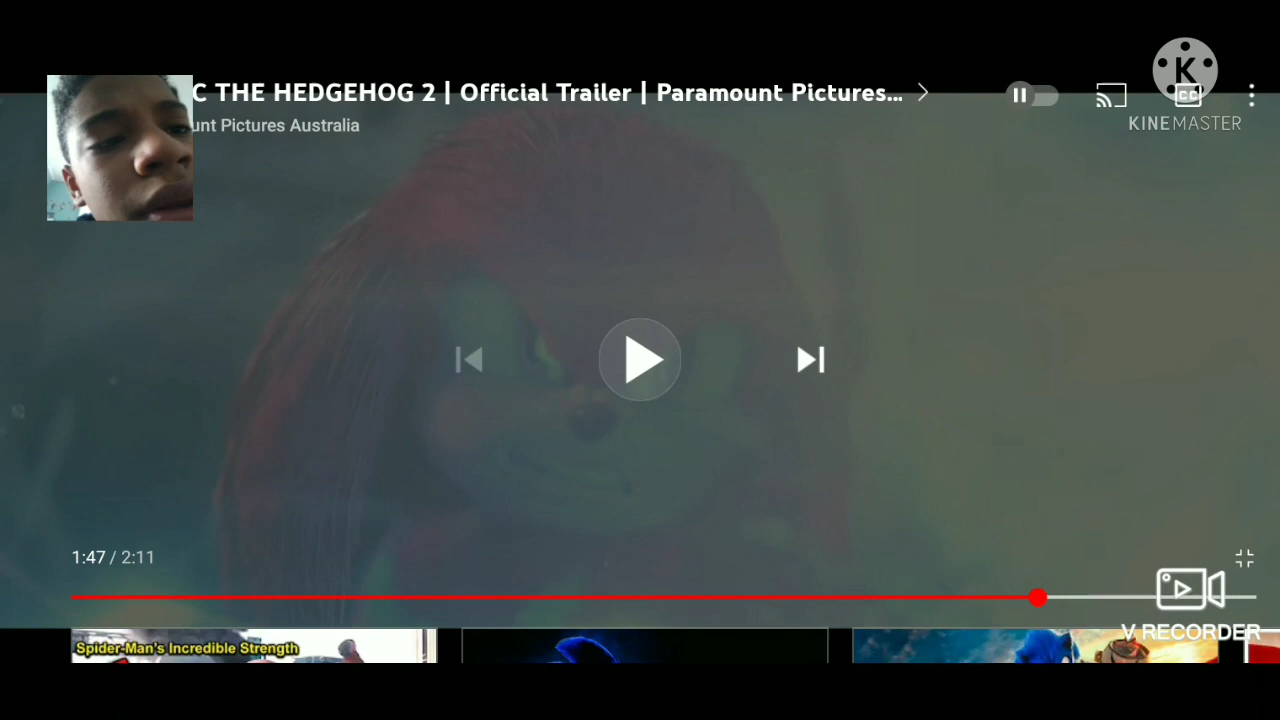 C THE HEDGEHOG 2 | Official Trailer | Paramount Pictures...
unt Pictures Australia
CC
K
KINEMASTER
1:47 / 2:11
V RECORDER
Spider-Man's Incredible Strength